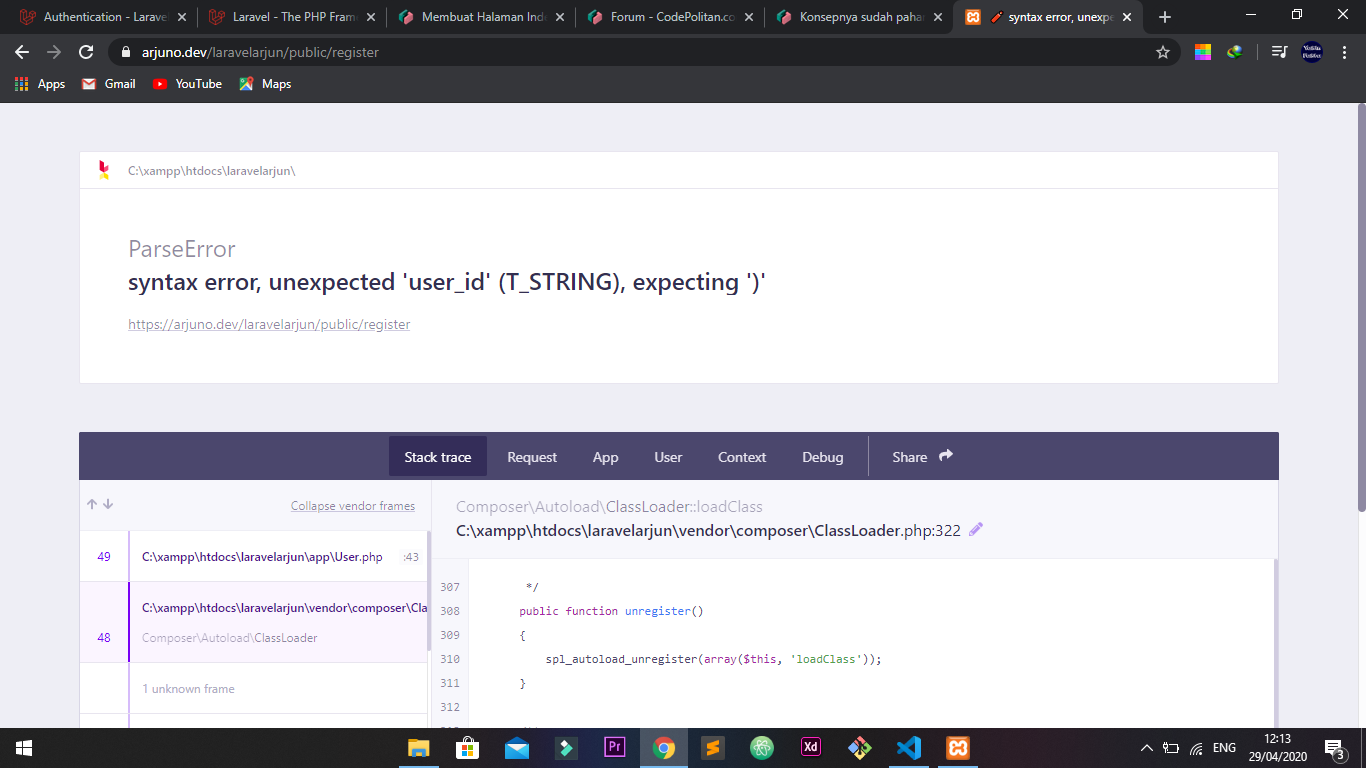 Authentication - Laravel
Laravel - The PHP Fram
Membuat Halaman Ind
Forum - CodePolitan.co
Konsepnya sudah paha
syntax error, unexpe
arjuno.dev/laravelarjun/public/register
Apps
Gmail
YouTube
Maps
C:\xampp\htdocs\laravelarjun\
ParseError
syntax error, unexpected 'user_id' (T_STRING), expecting ')'
https://arjuno.dev/laravelarjun/public/register
Stack trace
Request
App
User
Context
Debug
Share
Collapse vendor frames
49
C:\xampp\htdocs\laravelarjun\app\User.php :43
C:\xampp\htdocs\laravelarjun\vendor\composer\Cla
48
Composer\Autoload\ClassLoader
1 unknown frame
Composer\Autoload\ClassLoader::loadClass
C:\xampp\htdocs\laravelarjun\vendor\composer\ClassLoader.php:322
307 */
308 public function unregister()
309 {
310 spl_autoload_unregister(array($this, 'loadClass'));
311 }
312
Pr
Xd
ENG
12:13
29/04/2020
3